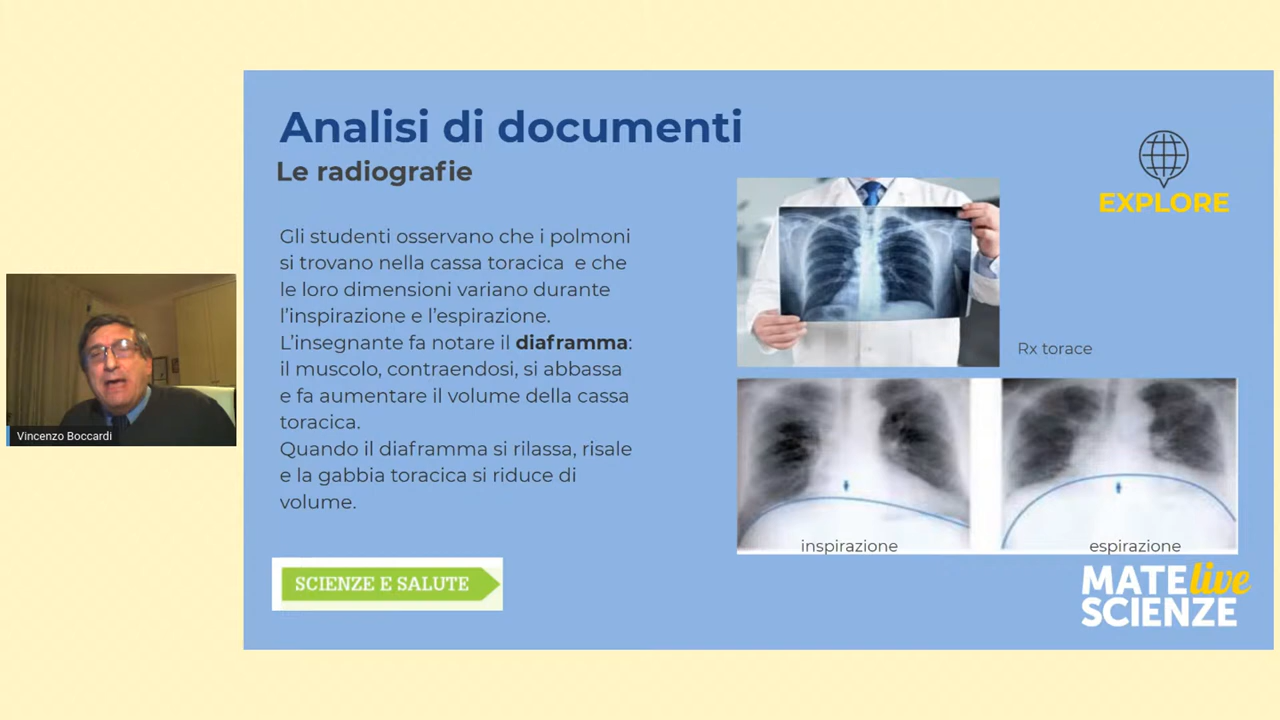 Analisi di documenti
Le radiografie
EXPLORE
Gli studenti osservano che i polmoni
si trovano nella cassa toracica  e che
le loro dimensioni variano durante
l’inspirazione e l’espirazione.
L’insegnante fa notare il diaframma:
il muscolo, contraendosi, si abbassa
e fa aumentare il volume della cassa
toracica.
Quando il diaframma si rilassa, risale
e la gabbia toracica si riduce di
volume.
Rx torace
inspirazione
espirazione
Vincenzo Boccardi
SCIENZE E SALUTE
MATE live
SCIENZE